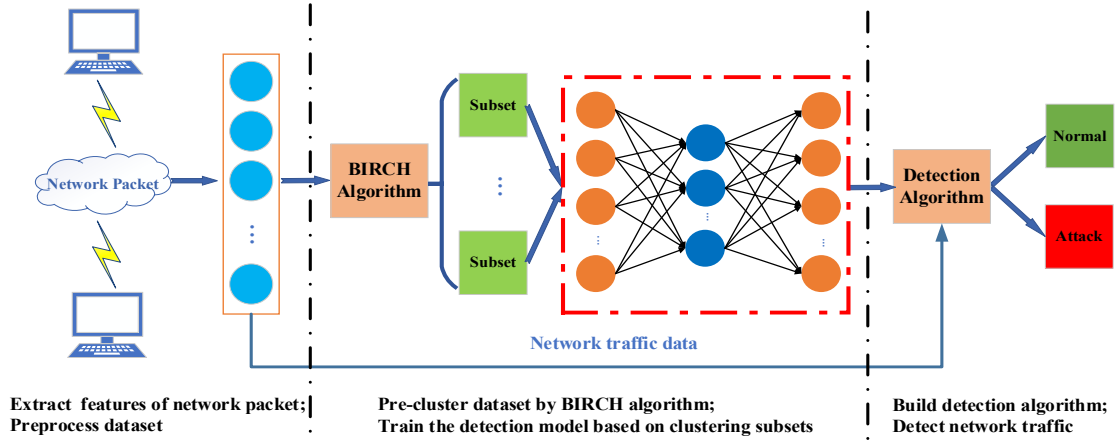 Network Packet
BIRCH
Algorithm
Subset
Subset
Detection
Algorithm
Normal
Attack
Network traffic data
Extract features of network packet;
Preprocess dataset
Pre-cluster dataset by BIRCH algorithm;
Train the detection model based on clustering subsets
Build detection algorithm;
Detect network traffic